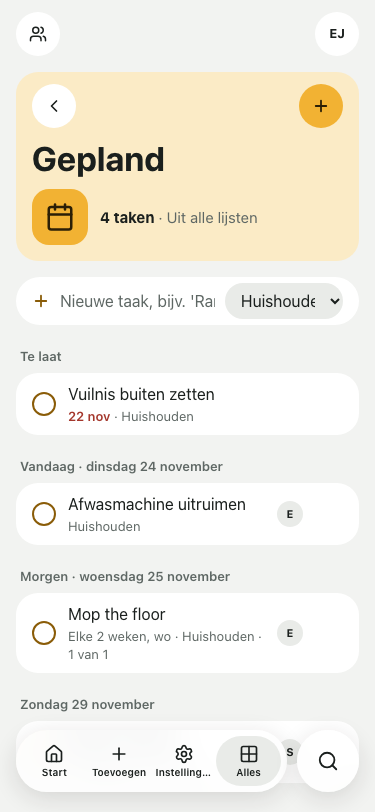 EJ
Gepland
4 taken · Uit alle lijsten
Nieuwe taak, bijv. 'Ra
Huishoude
Te laat
Vuilnis buiten zetten
22 nov · Huishouden
Vandaag · dinsdag 24 november
Afwasmachine uitruimen
Huishouden
E
Morgen · woensdag 25 november
Mop the floor
Elke 2 weken, wo · Huishouden ·
1 van 1
E
Zondag 29 november
S
Start
Toevoegen
Instelling...
Alles